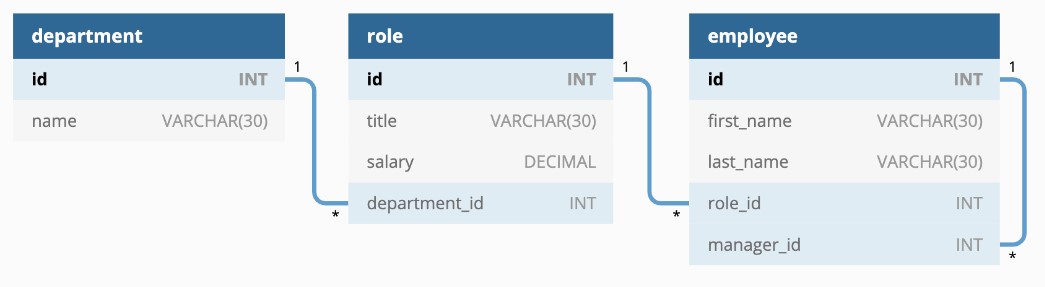 department
id INT
name VARCHAR(30)
1
*
role
id INT
title VARCHAR(30)
salary DECIMAL
department_id INT
1
*
employee
id INT
first_name VARCHAR(30)
last_name VARCHAR(30)
role_id INT
manager_id INT
1
*